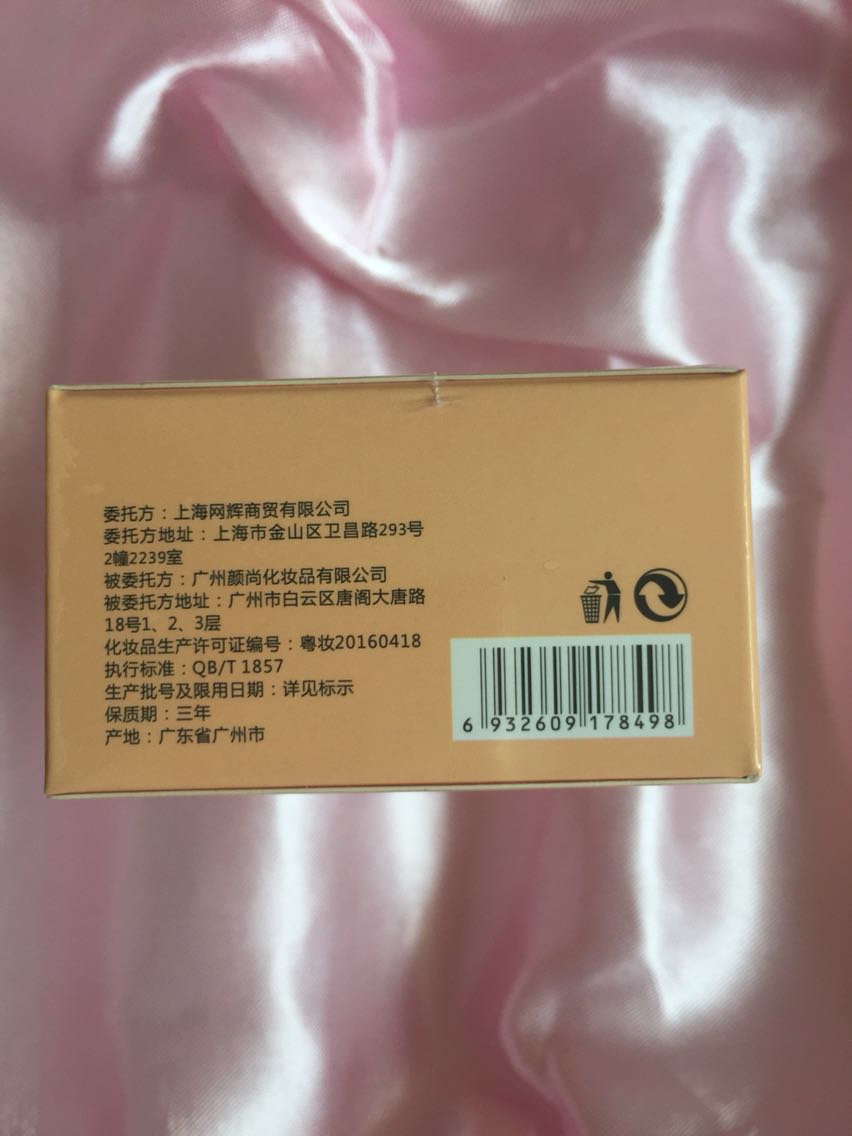 委托方：上海网辉商贸有限公司
委托方地址：上海市金山区卫昌路293号
2幢2239室
被委托方：广州颜尚化妆品有限公司
被委托方地址：广州市白云区唐阁大唐路
18号1、2、3层
化妆品生产许可证编号：粤妆20160418
执行标准：QB/T 1857
生产批号及限用日期：详见标示
保质期：三年
产地：广东省广州市
6 932609 178498